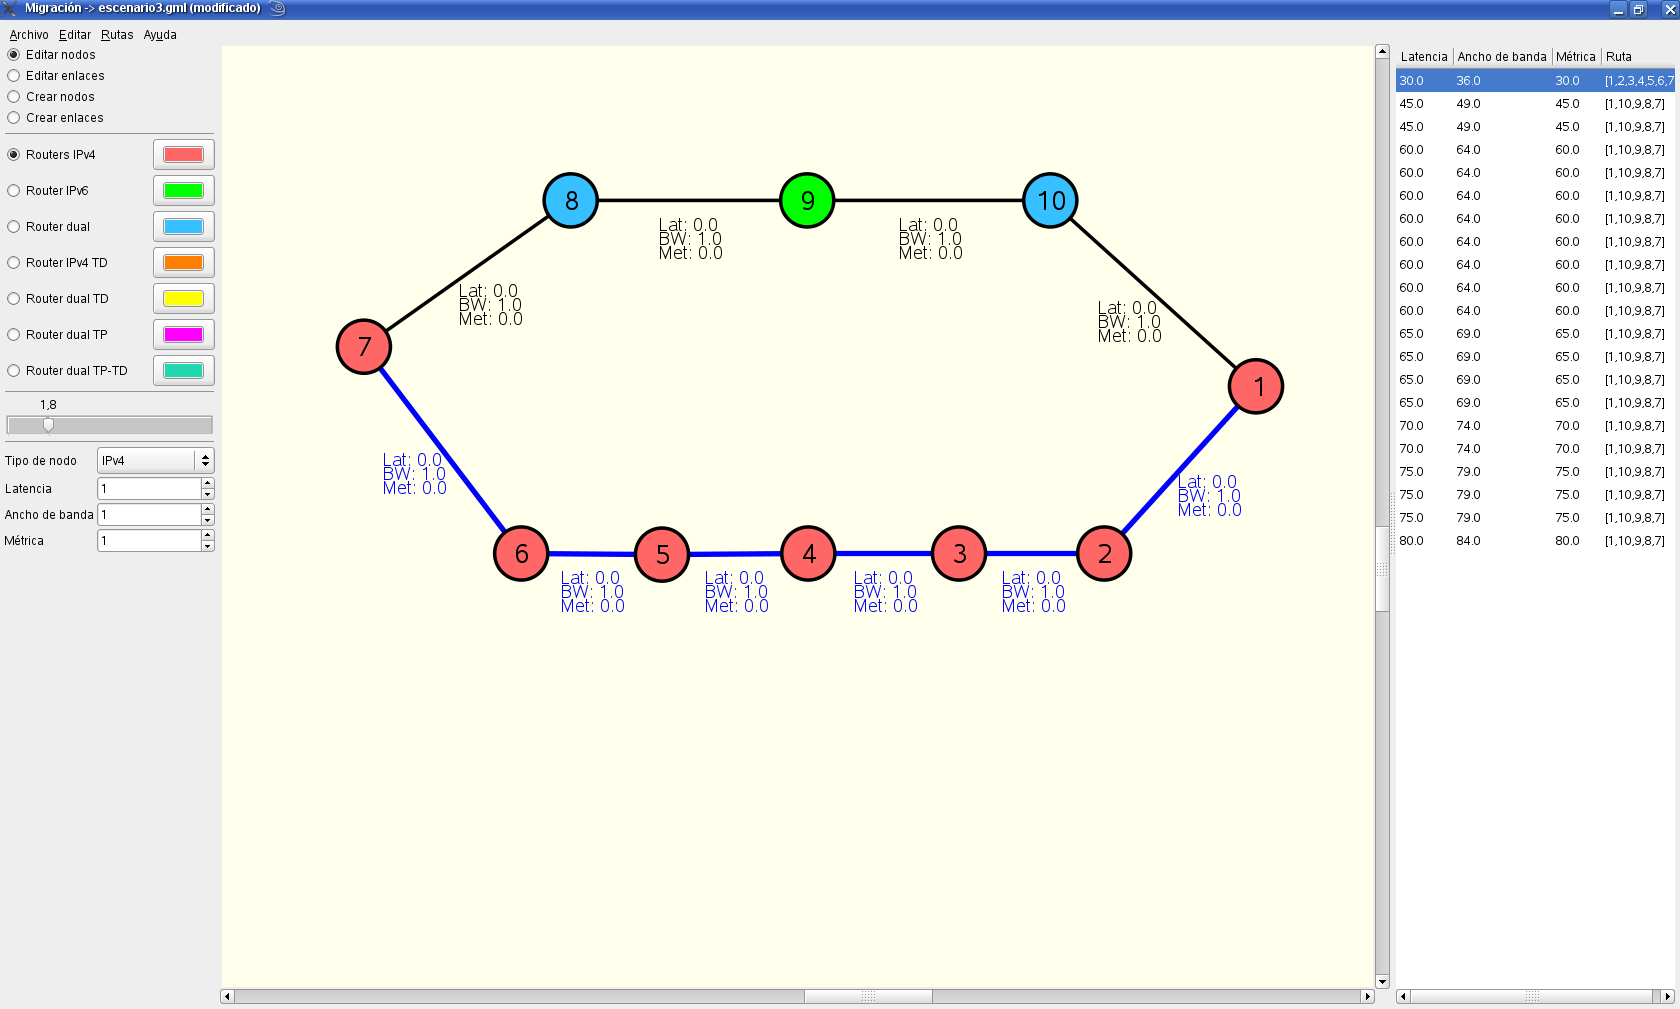 Migración -> escenario3.gml (modificado)
Archivo Editar Rutas Ayuda
Editar nodos
Editar enlaces
Crear nodos
Crear enlaces
Routers IPv4
Router IPv6
Router dual
Router IPv4 TD
Router dual TD
Router dual TP
Router dual TP-TD
1,8
Tipo de nodo IPv4
Latencia 1
Ancho de banda 1
Métrica 1
8
9
10
Lat: 0.0
BW: 1.0
Met: 0.0
Lat: 0.0
BW: 1.0
Met: 0.0
Lat: 0.0
BW: 1.0
Met: 0.0
Lat: 0.0
BW: 1.0
Met: 0.0
7
1
Lat: 0.0
BW: 1.0
Met: 0.0
Lat: 0.0
BW: 1.0
Met: 0.0
6
5
4
3
2
Lat: 0.0
BW: 1.0
Met: 0.0
Lat: 0.0
BW: 1.0
Met: 0.0
Lat: 0.0
BW: 1.0
Met: 0.0
Lat: 0.0
BW: 1.0
Met: 0.0
Latencia Ancho de banda Métrica Ruta
30.0 36.0 30.0 [1,2,3,4,5,6,7
45.0 49.0 45.0 [1,10,9,8,7]
45.0 49.0 45.0 [1,10,9,8,7]
60.0 64.0 60.0 [1,10,9,8,7]
60.0 64.0 60.0 [1,10,9,8,7]
60.0 64.0 60.0 [1,10,9,8,7]
60.0 64.0 60.0 [1,10,9,8,7]
60.0 64.0 60.0 [1,10,9,8,7]
60.0 64.0 60.0 [1,10,9,8,7]
60.0 64.0 60.0 [1,10,9,8,7]
60.0 64.0 60.0 [1,10,9,8,7]
65.0 69.0 65.0 [1,10,9,8,7]
65.0 69.0 65.0 [1,10,9,8,7]
65.0 69.0 65.0 [1,10,9,8,7]
65.0 69.0 65.0 [1,10,9,8,7]
70.0 74.0 70.0 [1,10,9,8,7]
70.0 74.0 70.0 [1,10,9,8,7]
75.0 79.0 75.0 [1,10,9,8,7]
75.0 79.0 75.0 [1,10,9,8,7]
75.0 79.0 75.0 [1,10,9,8,7]
80.0 84.0 80.0 [1,10,9,8,7]